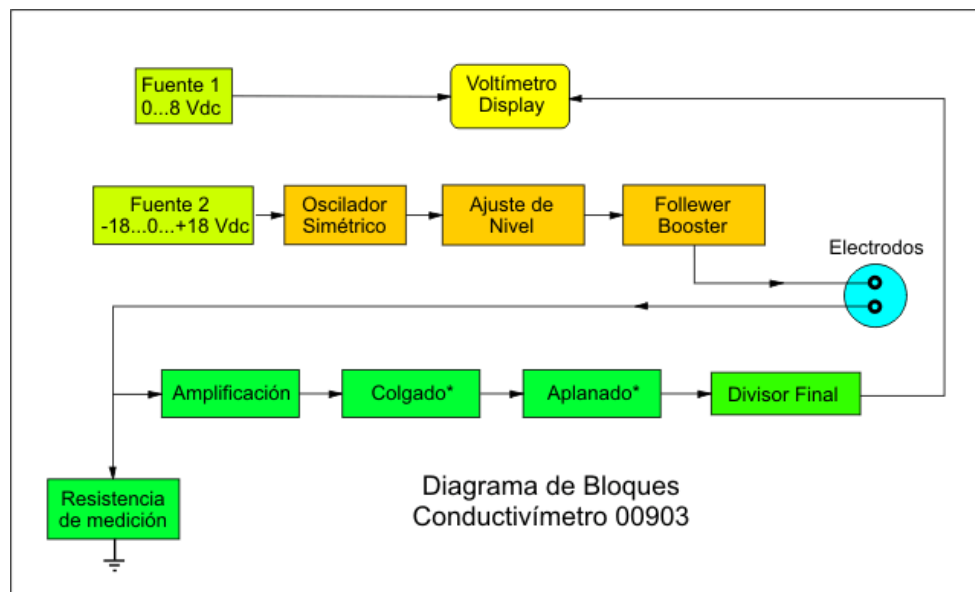 Fuente 1
0...8 Vdc
Voltímetro
Display
Fuente 2
-18...0...+18 Vdc
Oscilador
Simétrico
Ajuste de
Nivel
Follewer
Booster
Electrodos
Amplificación
Colgado*
Aplanado*
Divisor Final
Resistencia
de medición
Diagrama de Bloques
Conductivímetro 00903